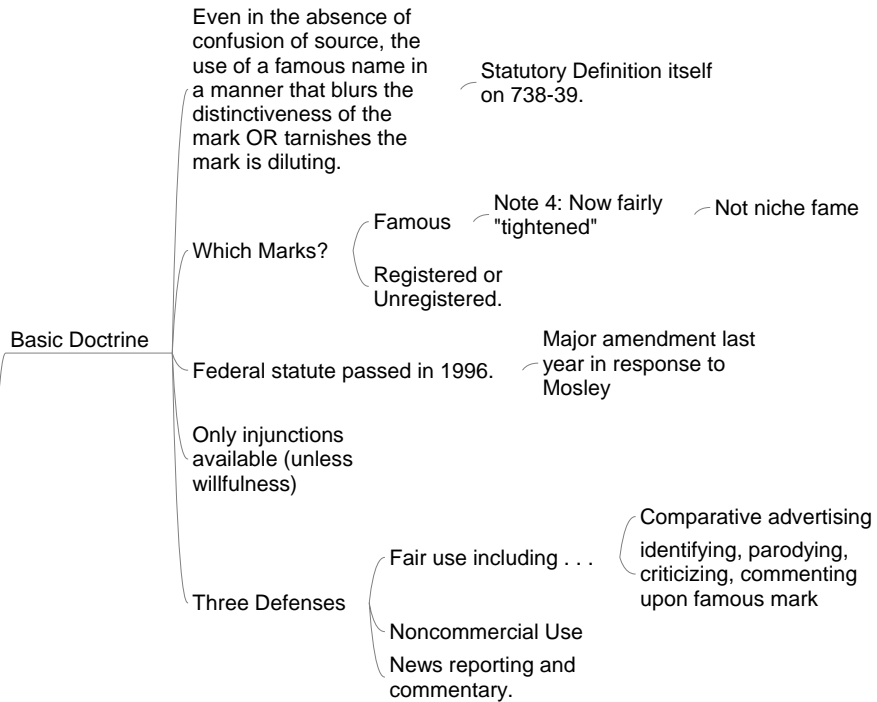 Basic Doctrine
Even in the absence of
confusion of source, the
use of a famous name in
a manner that blurs the
distinctiveness of the
mark OR tarnishes the
mark is diluting.
Statutory Definition itself
on 738-39.
Which Marks?
Famous
Note 4: Now fairly
"tightened"
Not niche fame
Registered or
Unregistered.
Federal statute passed in 1996.
Major amendment last
year in response to
Mosley
Only injunctions
available (unless
willfulness)
Three Defenses
Fair use including . . .
Comparative advertising
identifying, parodying,
criticizing, commenting
upon famous mark
Noncommercial Use
News reporting and
commentary.